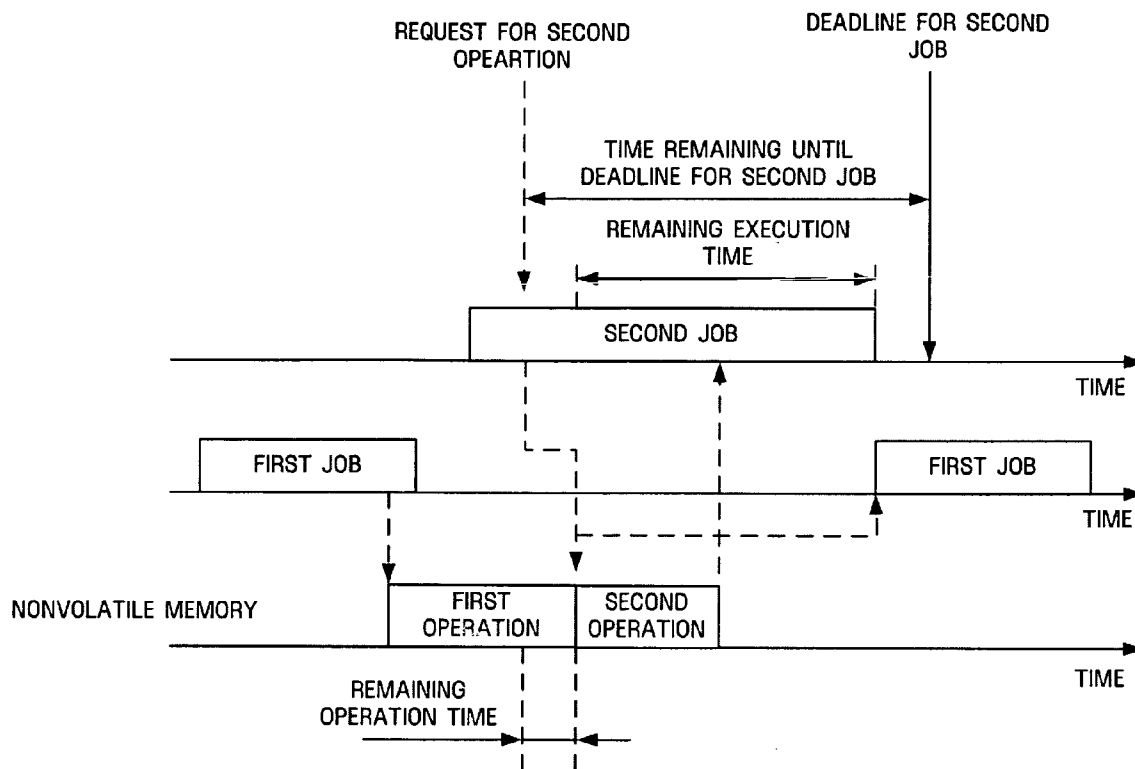 REQUEST FOR SECOND
OPEARTION
DEADLINE FOR SECOND
JOB
TIME REMAINING UNTIL
DEADLINE FOR SECOND JOB
REMAINING EXECUTION
TIME
SECOND JOB
TIME
FIRST JOB
FIRST JOB
TIME
NONVOLATILE MEMORY
FIRST
OPERATION
SECOND
OPERATION
TIME
REMAINING
OPERATION TIME